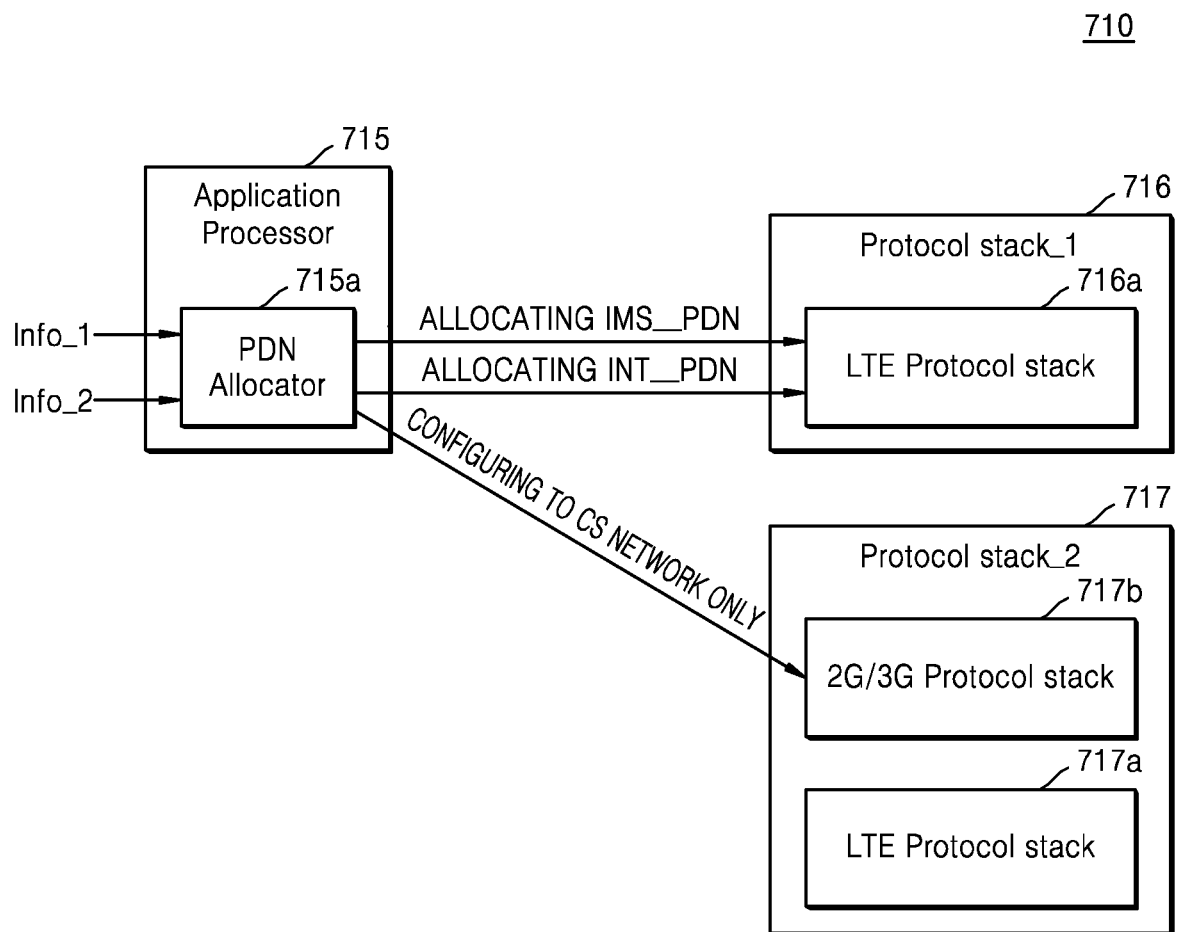 710
715
Application
Processor
715a
Info_1
Info_2
PDN
Allocator
ALLOCATING IMS__PDN
ALLOCATING INT__PDN
CONFIGURING TO CS NETWORK ONLY
716
Protocol stack_1
716a
LTE Protocol stack
717
Protocol stack_2
717b
2G/3G Protocol stack
717a
LTE Protocol stack